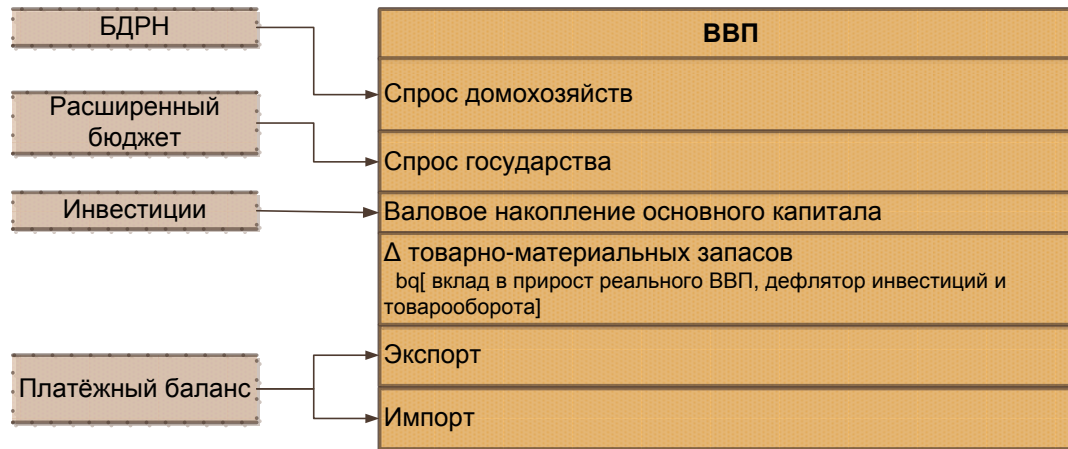 БДРН
Расширенный
бюджет
Инвестиции
Платёжный баланс
ВВП
Спрос домохозяйств
Спрос государства
Валовое накопление основного капитала
Δ товарно-материальных запасов
bq[ вклад в прирост реального ВВП, дефлятор инвестиций и
товарооборота]
Экспорт
Импорт